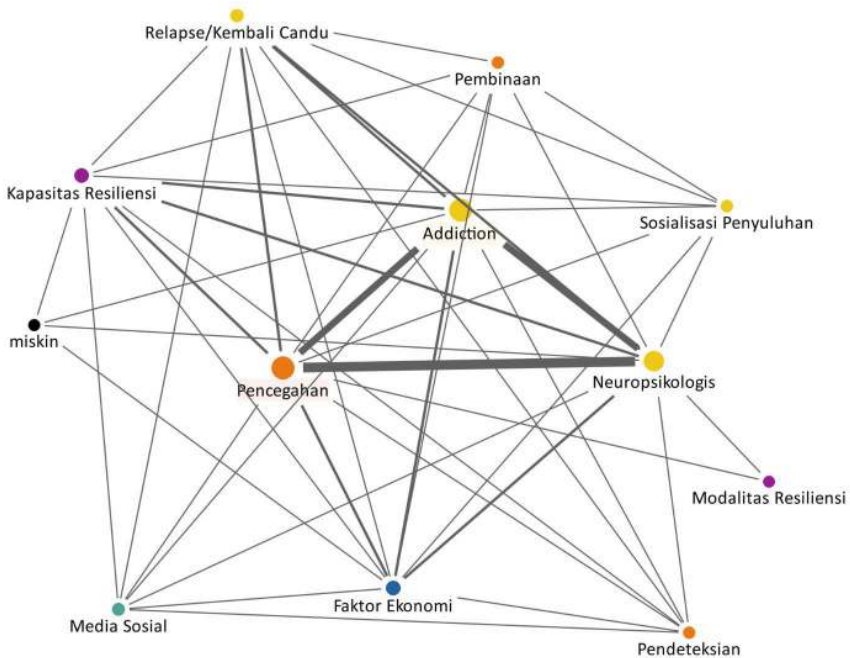 Relapse/Kembali Candu
Pembinaan
Kapasitas Resiliensi
Sosialisasi Penyuluhan
Addiction
miskin
Neuropsikologis
Pencegahan
Modalitas Resiliensi
Faktor Ekonomi
Media Sosial
Pendeteksian